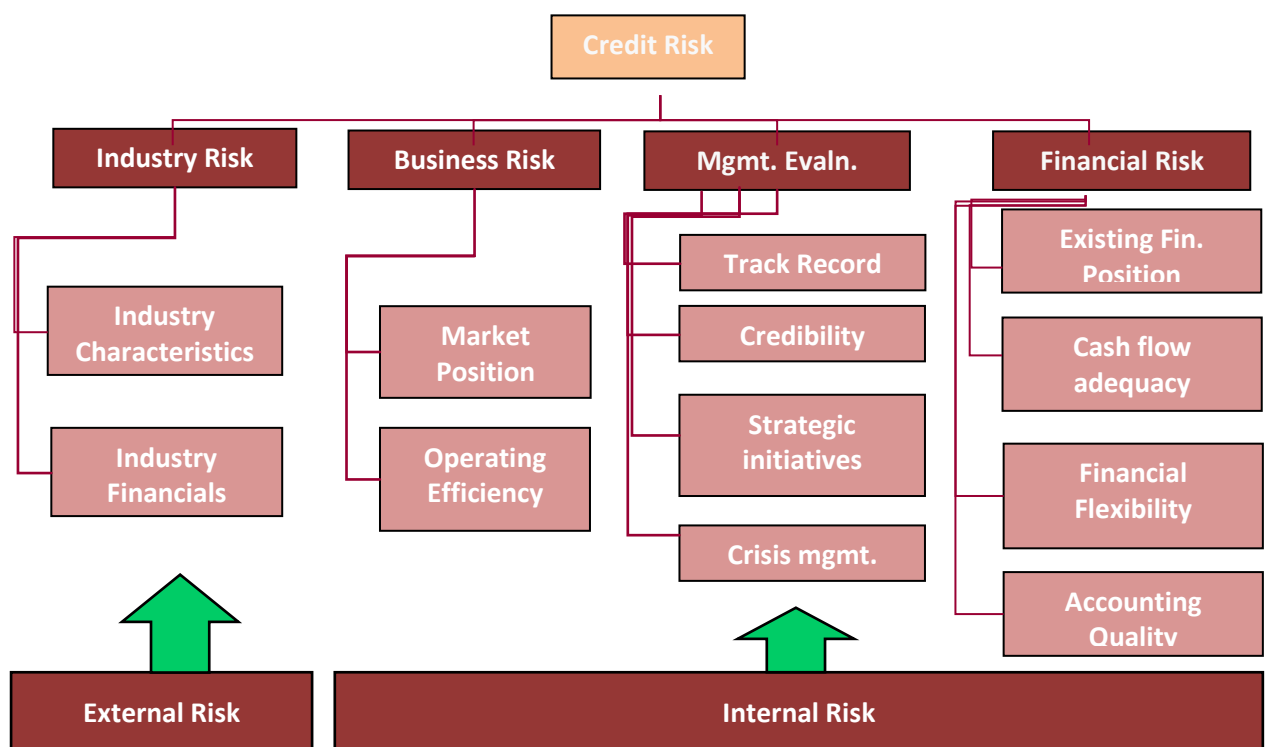 Credit Risk
Industry Risk
Business Risk
Mgmt. Evaln.
Financial Risk
Industry
Characteristics
Industry
Financials
Market
Position
Operating
Efficiency
Track Record
Credibility
Strategic
initiatives
Crisis mgmt.
Existing Fin.
Position
Cash flow
adequacy
Financial
Flexibility
Accounting
Quality
External Risk
Internal Risk